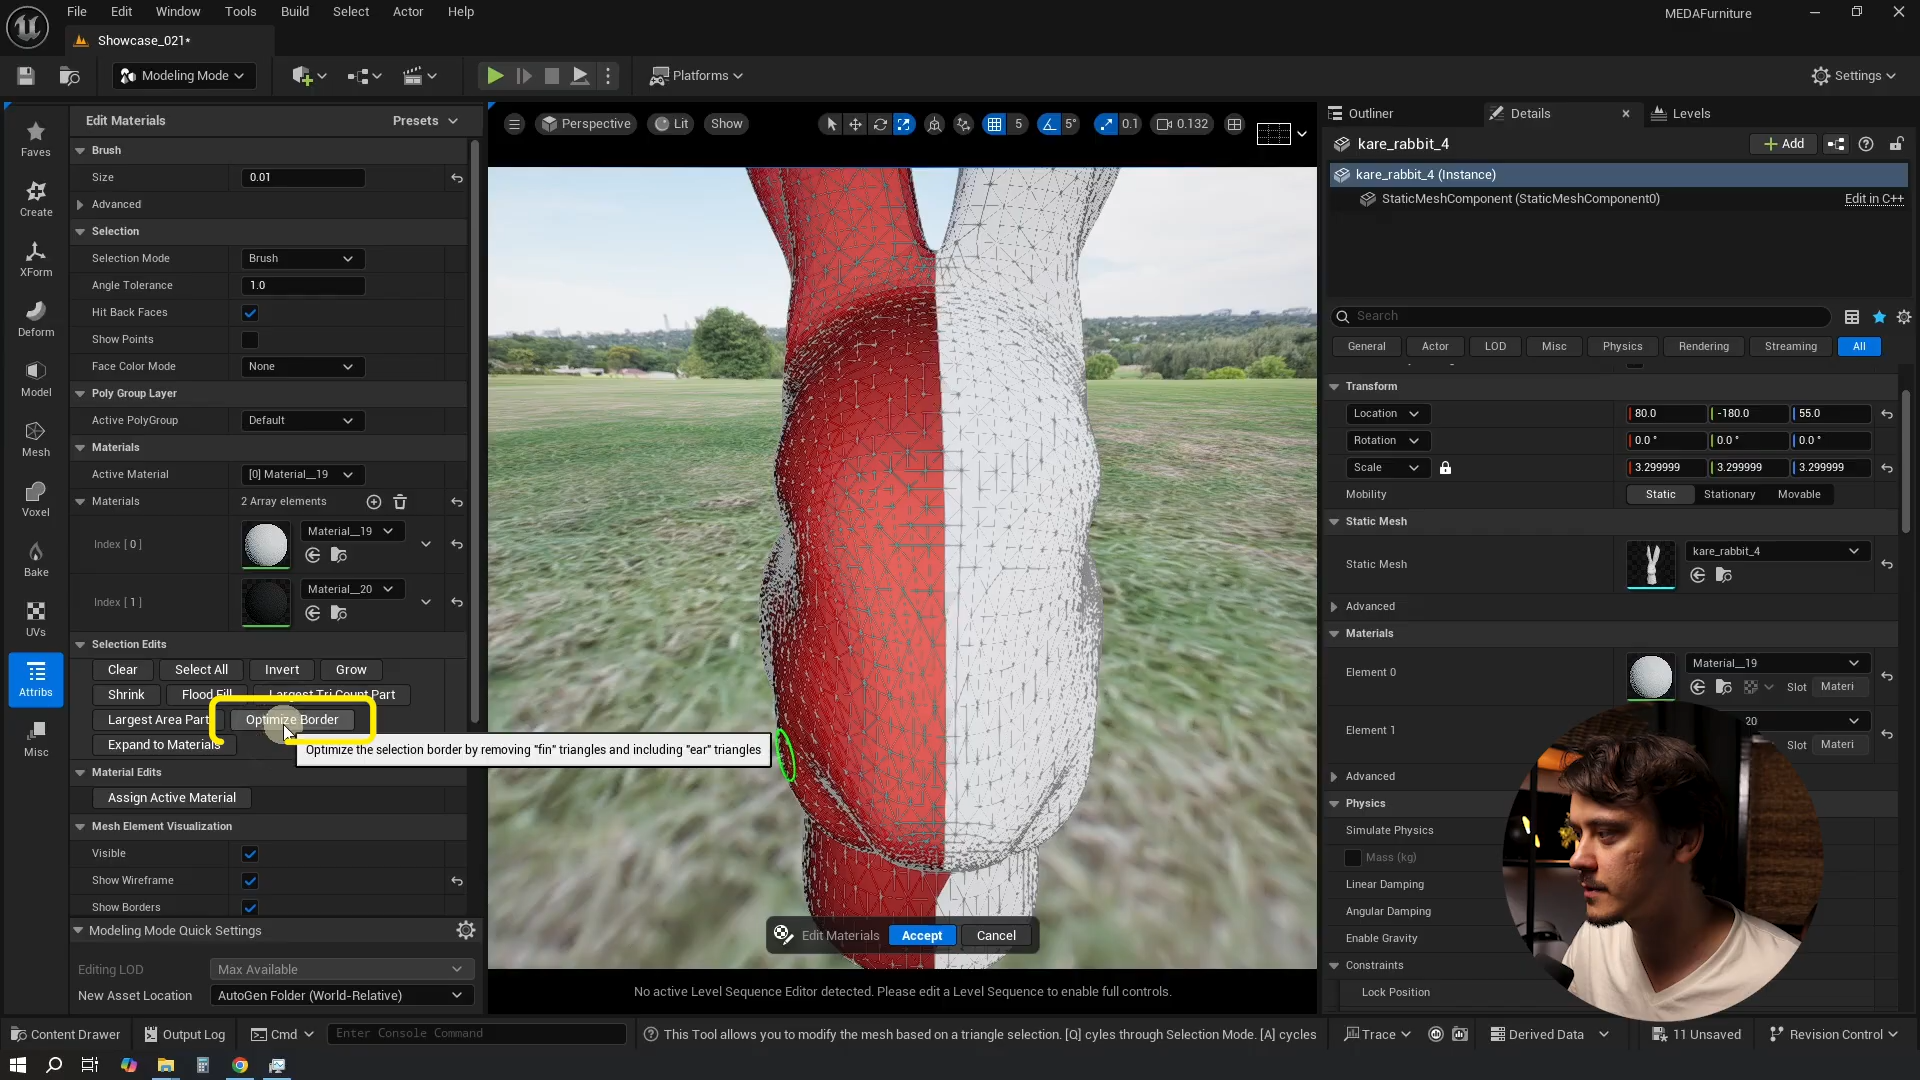 File Edit Window Tools Build Select Actor Help
MEDAFurniture
Showcase_021*
Modeling Mode
Platforms
Settings
Edit Materials
Presets
Faves
Create
XForm
Deform
Model
Mesh
Voxel
Bake
UVs
Attribs
Misc
Brush
Size 0.01
Advanced
Selection
Selection Mode Brush
Angle Tolerance 1.0
Hit Back Faces
Show Points
Face Color Mode None
Poly Group Layer
Active PolyGroup Default
Materials
Active Material [0] Material__19
Materials 2 Array elements
Index [ 0 ] Material__19
Index [ 1 ] Material__20
Selection Edits
Clear Select All Invert Grow
Shrink Flood Fill Largest Tri Count Part
Largest Area Part Optimize Border
Expand to Materials
Optimize the selection border by removing "fin" triangles and including "ear" triangles
Material Edits
Assign Active Material
Mesh Element Visualization
Visible
Show Wireframe
Show Borders
Modeling Mode Quick Settings
Editing LOD Max Available
New Asset Location AutoGen Folder (World-Relative)
Perspective Lit Show 5 5° 0.1 0.132
Edit Materials Accept Cancel
No active Level Sequence Editor detected. Please edit a Level Sequence to enable full controls.
Outliner Details Levels
kare_rabbit_4
Add
kare_rabbit_4 (Instance)
StaticMeshComponent (StaticMeshComponent0) Edit in C++
Search
General Actor LOD Misc Physics Rendering Streaming All
Transform
Location 80.0 -180.0 55.0
Rotation 0.0 ° 0.0 ° 0.0 °
Scale 3.299999 3.299999 3.299999
Mobility Static Stationary Movable
Static Mesh
Static Mesh kare_rabbit_4
Advanced
Materials
Element 0 Material__19
Slot Materi
Element 1 20
Slot Materi
Advanced
Physics
Simulate Physics
Mass (kg)
Linear Damping
Angular Damping
Enable Gravity
Constraints
Lock Position
Content Drawer Output Log Cmd Enter Console Command
This Tool allows you to modify the mesh based on a triangle selection. [Q] cyles through Selection Mode. [A] cycles
Trace Derived Data 11 Unsaved Revision Control